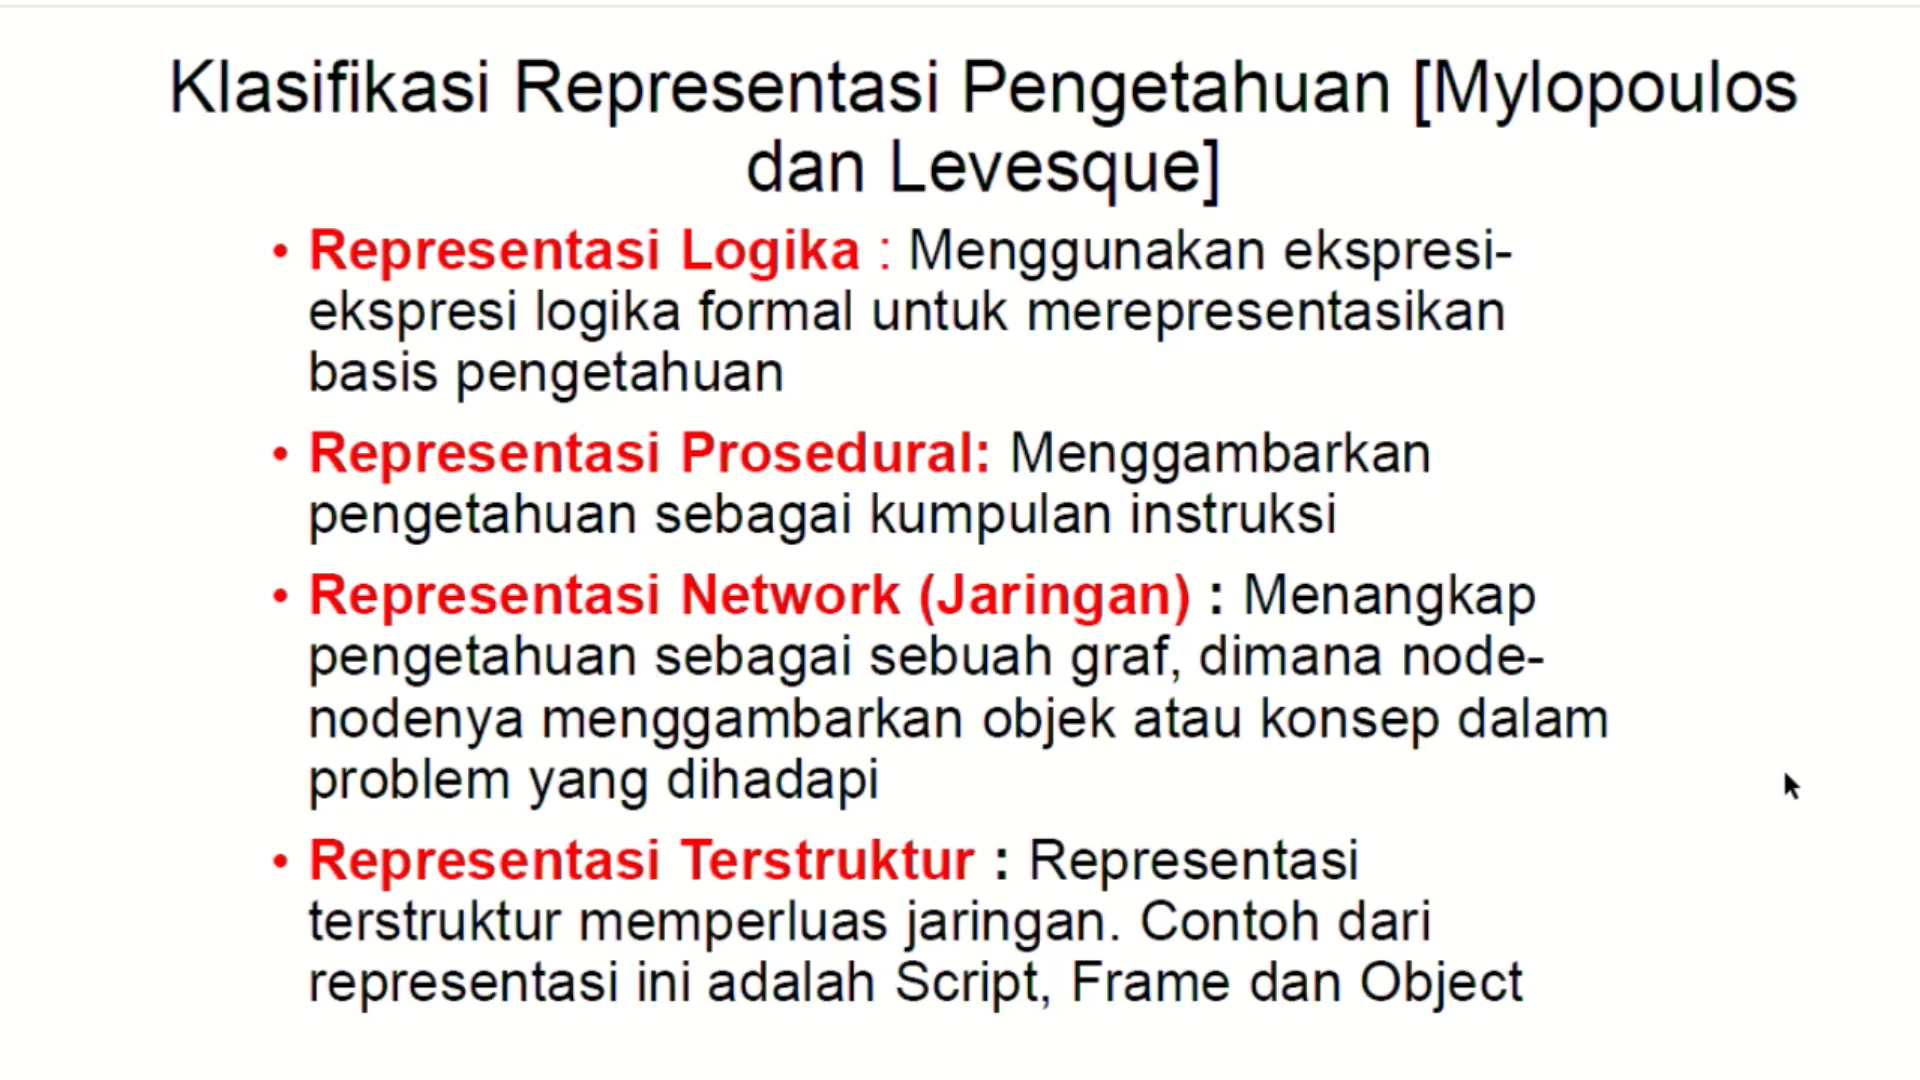 Klasifikasi Representasi Pengetahuan [Mylopoulos
dan Levesque]
• Representasi Logika : Menggunakan ekspresi-
ekspresi logika formal untuk merepresentasikan
basis pengetahuan
• Representasi Prosedural: Menggambarkan
pengetahuan sebagai kumpulan instruksi
• Representasi Network (Jaringan) : Menangkap
pengetahuan sebagai sebuah graf, dimana node-
nodenya menggambarkan objek atau konsep dalam
problem yang dihadapi
• Representasi Terstruktur : Representasi
terstruktur memperluas jaringan. Contoh dari
representasi ini adalah Script, Frame dan Object